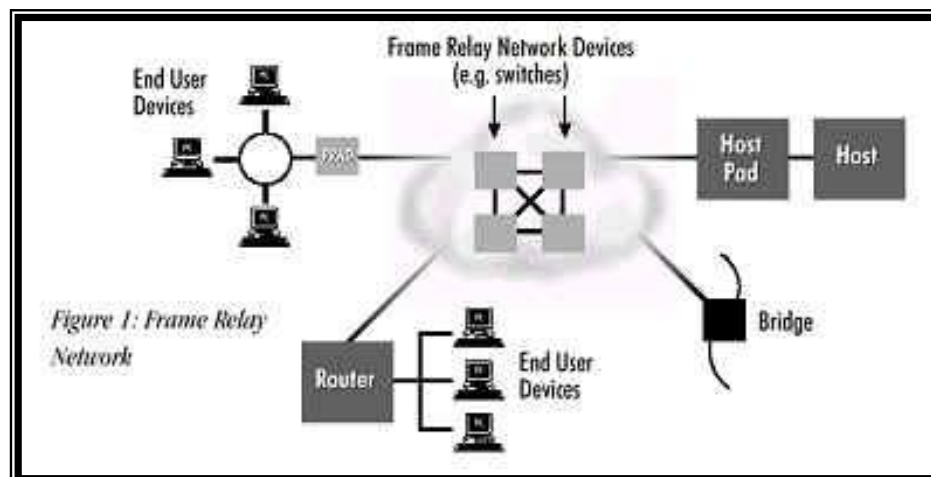 Frame Relay Network Devices
(e.g. switches)
End User
Devices
Host
Pad
Host
Bridge
Figure 1: Frame Relay
Network
Router
End User
Devices